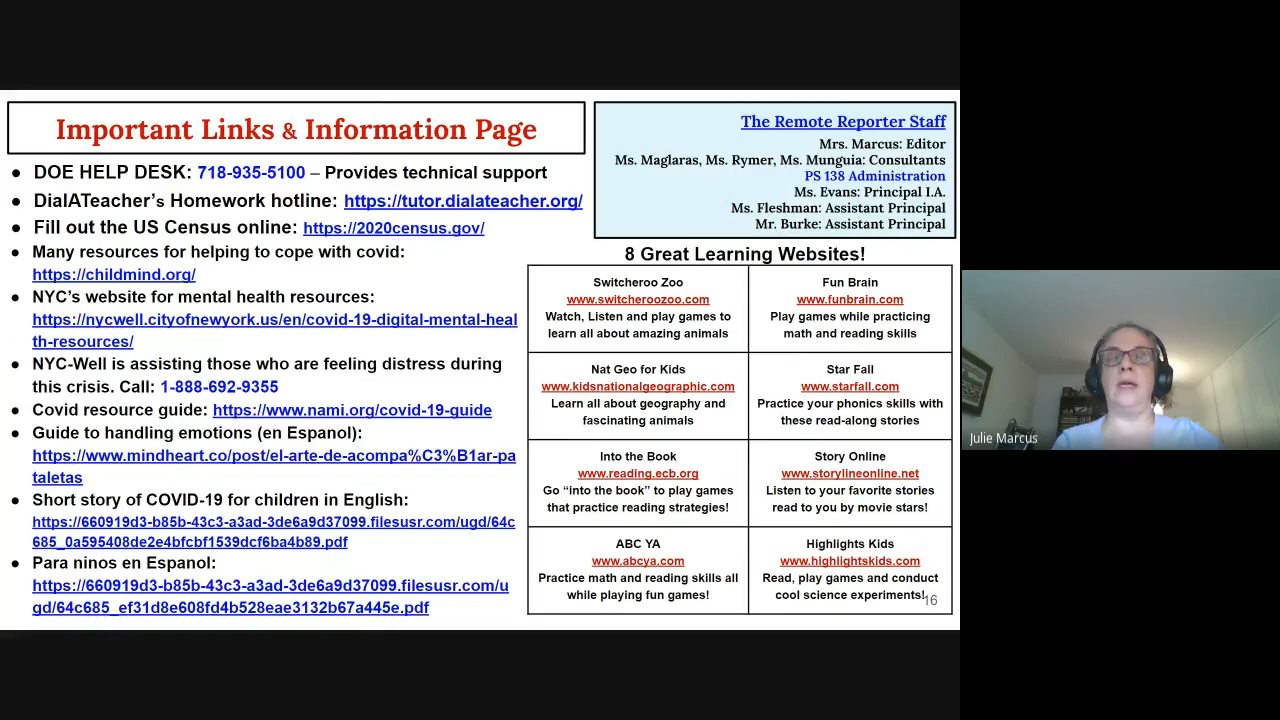 Important Links & Information Page
● DOE HELP DESK: 718-935-5100 – Provides technical support
● DialATeacher's Homework hotline: https://tutor.dialateacher.org/
● Fill out the US Census online: https://2020census.gov/
● Many resources for helping to cope with covid:
https://childmind.org/
● NYC's website for mental health resources:
https://nycwell.cityofnewyork.us/en/covid-19-digital-mental-heal
th-resources/
● NYC-Well is assisting those who are feeling distress during
this crisis. Call: 1-888-692-9355
● Covid resource guide: https://www.nami.org/covid-19-guide
● Guide to handling emotions (en Espanol):
https://www.mindheart.co/post/el-arte-de-acompa%C3%B1ar-pa
taletas
● Short story of COVID-19 for children in English:
https://660919d3-b85b-43c3-a3ad-3de6a9d37099.filesusr.com/ugd/64c
685_0a595408de2e4bfcbf1539dcf6ba4b89.pdf
● Para ninos en Espanol:
https://660919d3-b85b-43c3-a3ad-3de6a9d37099.filesusr.com/u
gd/64c685_ef31d8e608fd4b528eae3132b67a445e.pdf
The Remote Reporter Staff
Mrs. Marcus: Editor
Ms. Maglaras, Ms. Rymer, Ms. Munguia: Consultants
PS 138 Administration
Ms. Evans: Principal I.A.
Ms. Fleshman: Assistant Principal
Mr. Burke: Assistant Principal
8 Great Learning Websites!
Switcheroo Zoo
www.switcheroozoo.com
Watch, Listen and play games to
learn all about amazing animals
Fun Brain
www.funbrain.com
Play games while practicing
math and reading skills
Nat Geo for Kids
www.kidsnationalgeographic.com
Learn all about geography and
fascinating animals
Star Fall
www.starfall.com
Practice your phonics skills with
these read-along stories
Into the Book
www.reading.ecb.org
Go “into the book” to play games
that practice reading strategies!
Story Online
www.storylineonline.net
Listen to your favorite stories
read to you by movie stars!
ABC YA
www.abcya.com
Practice math and reading skills all
while playing fun games!
Highlights Kids
www.highlightskids.com
Read, play games and conduct
cool science experiments!
16
Julie Marcus